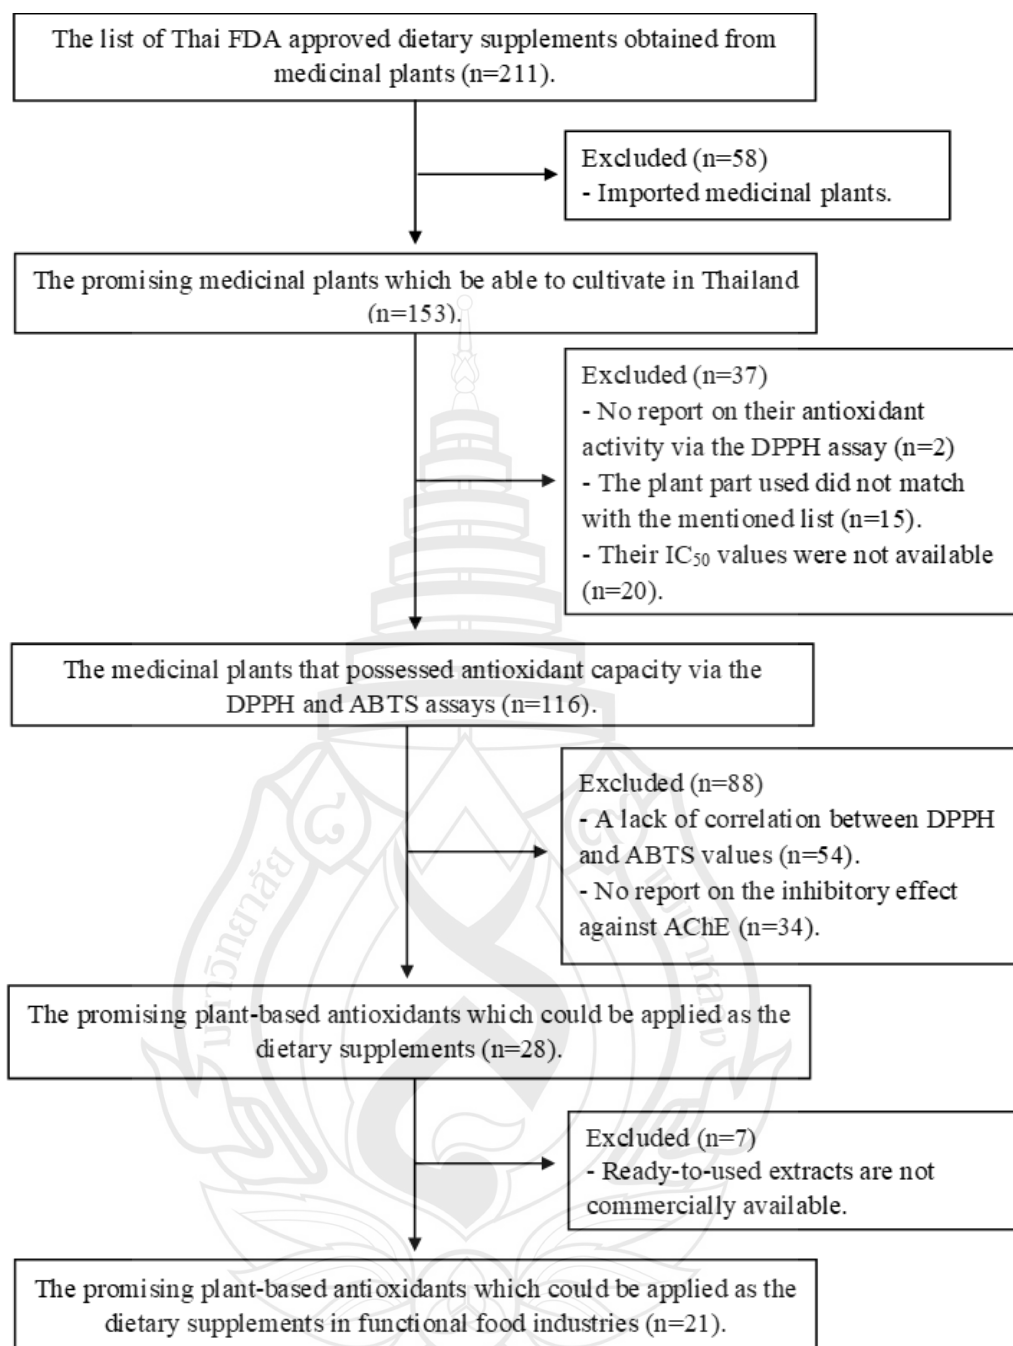 The list of Thai FDA approved dietary supplements obtained from
medicinal plants (n=211).
Excluded (n=58)
- Imported medicinal plants.
The promising medicinal plants which be able to cultivate in Thailand
(n=153).
Excluded (n=37)
- No report on their antioxidant
activity via the DPPH assay (n=2)
- The plant part used did not match
with the mentioned list (n=15).
- Their IC₅₀ values were not available
(n=20).
The medicinal plants that possessed antioxidant capacity via the
DPPH and ABTS assays (n=116).
Excluded (n=88)
- A lack of correlation between DPPH
and ABTS values (n=54).
- No report on the inhibitory effect
against AChE (n=34).
The promising plant-based antioxidants which could be applied as the
dietary supplements (n=28).
Excluded (n=7)
- Ready-to-used extracts are not
commercially available.
The promising plant-based antioxidants which could be applied as the
dietary supplements in functional food industries (n=21).